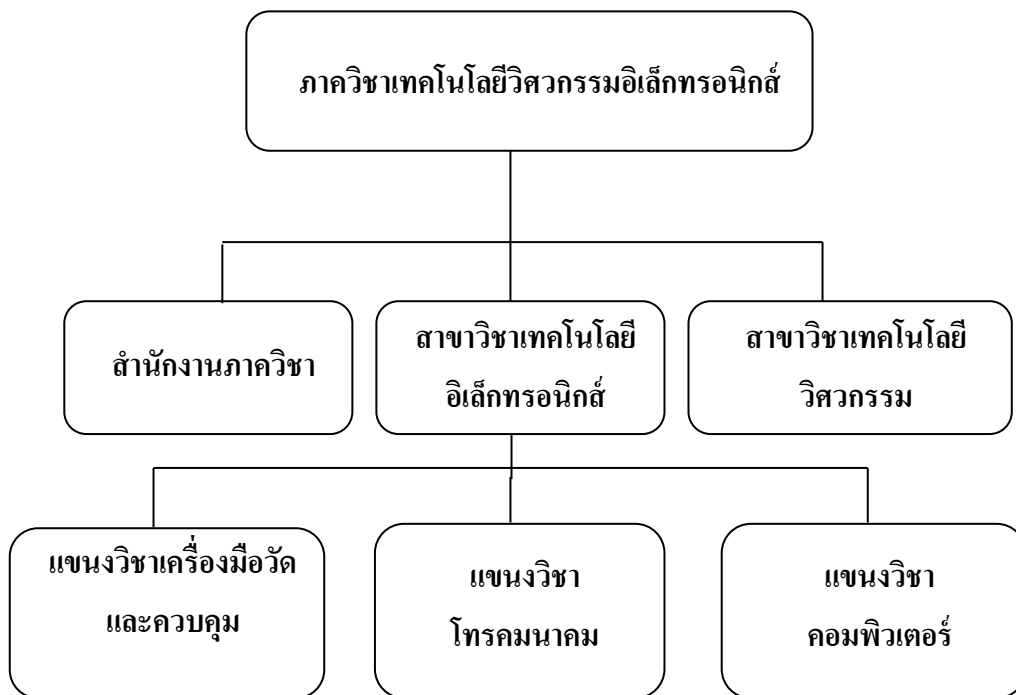 ภาควิชาเทคโนโลยีวิศวกรรมอิเล็กทรอนิกส์
สำนักงานภาควิชา
สาขาวิชาเทคโนโลยี
อิเล็กทรอนิกส์
สาขาวิชาเทคโนโลยี
วิศวกรรม
แขนงวิชาเครื่องมือวัด
และควบคุม
แขนงวิชา
โทรคมนาคม
แขนงวิชา
คอมพิวเตอร์